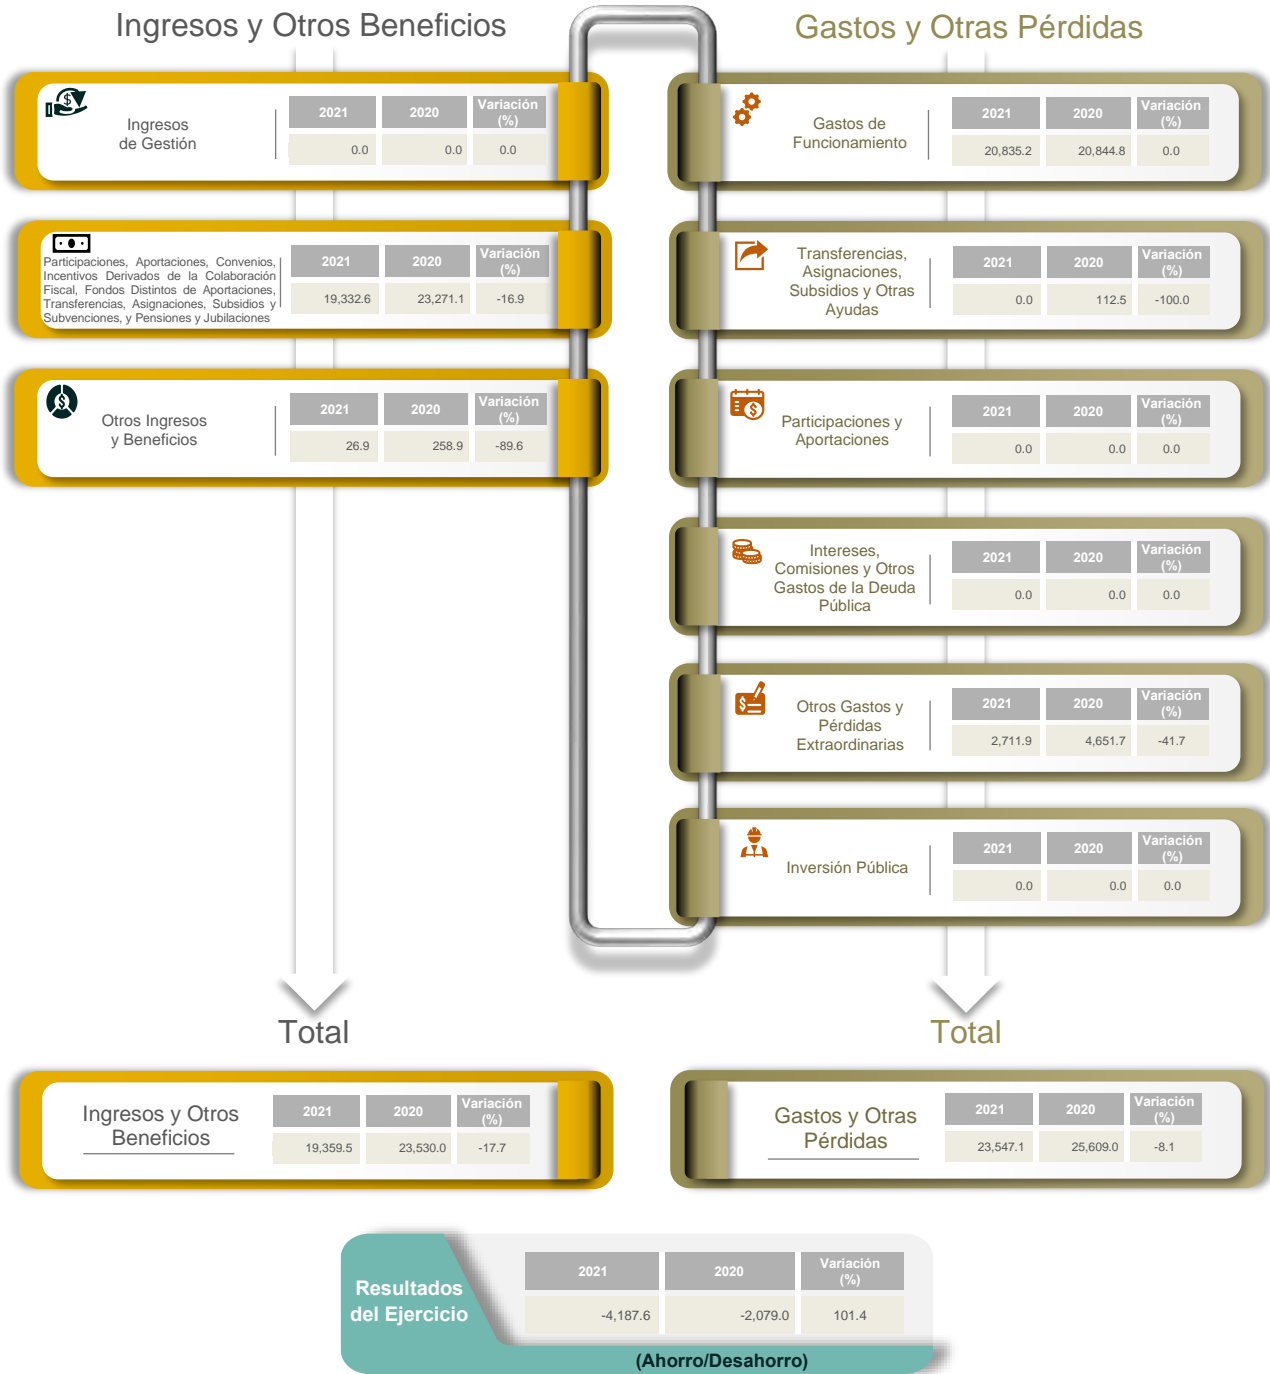 Ingresos y Otros Beneficios
Ingresos
de Gestión
2021 2020 Variación (%)
0.0 0.0 0.0
Participaciones, Aportaciones, Convenios,
Incentivos Derivados de la Colaboración
Fiscal, Fondos Distintos de Aportaciones,
Transferencias, Asignaciones, Subsidios y
Subvenciones, y Pensiones y Jubilaciones
2021 2020 Variación (%)
19,332.6 23,271.1 -16.9
Otros Ingresos
y Beneficios
2021 2020 Variación (%)
26.9 258.9 -89.6
Total
Ingresos y Otros
Beneficios
2021 2020 Variación (%)
19,359.5 23,530.0 -17.7
Gastos y Otras Pérdidas
Gastos de
Funcionamiento
2021 2020 Variación (%)
20,835.2 20,844.8 0.0
Transferencias,
Asignaciones,
Subsidios y Otras
Ayudas
2021 2020 Variación (%)
0.0 112.5 -100.0
Participaciones y
Aportaciones
2021 2020 Variación (%)
0.0 0.0 0.0
Intereses,
Comisiones y Otros
Gastos de la Deuda
Pública
2021 2020 Variación (%)
0.0 0.0 0.0
Otros Gastos y
Pérdidas
Extraordinarias
2021 2020 Variación (%)
2,711.9 4,651.7 -41.7
Inversión Pública
2021 2020 Variación (%)
0.0 0.0 0.0
Total
Gastos y Otras
Pérdidas
2021 2020 Variación (%)
23,547.1 25,609.0 -8.1
Resultados
del Ejercicio
2021 2020 Variación (%)
-4,187.6 -2,079.0 101.4
(Ahorro/Desahorro)